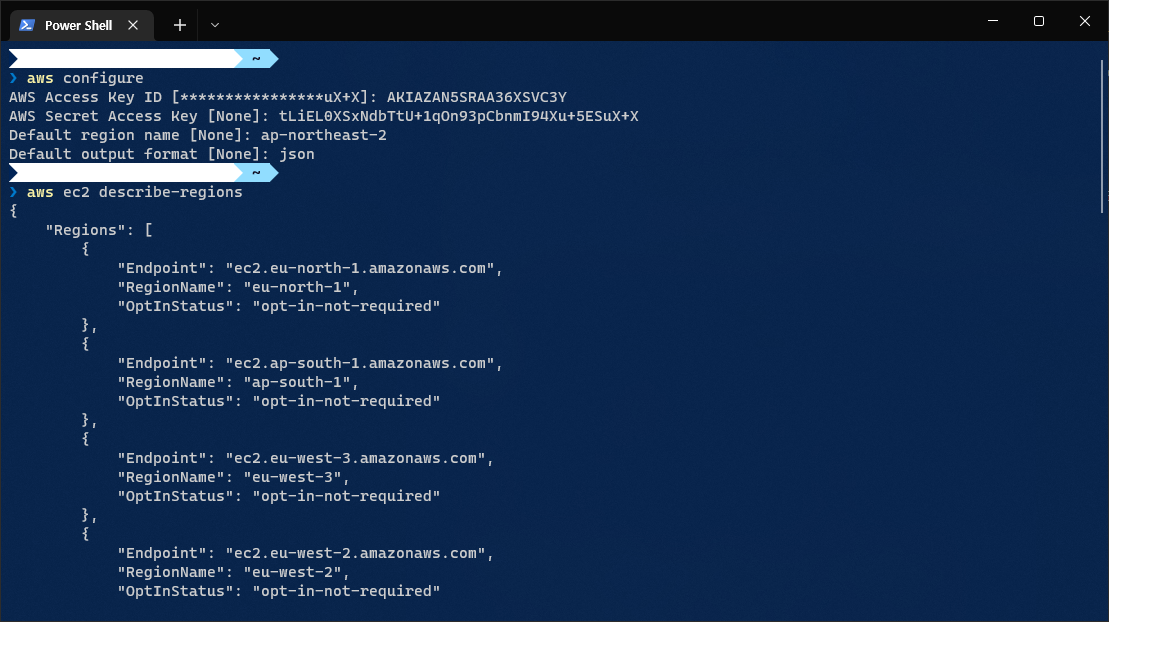 Power Shell
~
❯ aws configure
AWS Access Key ID [****************uX+X]: AKIAZAN5SRAA36XSVC3Y
AWS Secret Access Key [None]: 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
Default region name [None]: ap-northeast-2
Default output format [None]: json
~
❯ aws ec2 describe-regions
{
    "Regions": [
        {
            "Endpoint": "ec2.eu-north-1.amazonaws.com",
            "RegionName": "eu-north-1",
            "OptInStatus": "opt-in-not-required"
        },
        {
            "Endpoint": "ec2.ap-south-1.amazonaws.com",
            "RegionName": "ap-south-1",
            "OptInStatus": "opt-in-not-required"
        },
        {
            "Endpoint": "ec2.eu-west-3.amazonaws.com",
            "RegionName": "eu-west-3",
            "OptInStatus": "opt-in-not-required"
        },
        {
            "Endpoint": "ec2.eu-west-2.amazonaws.com",
            "RegionName": "eu-west-2",
            "OptInStatus": "opt-in-not-required"